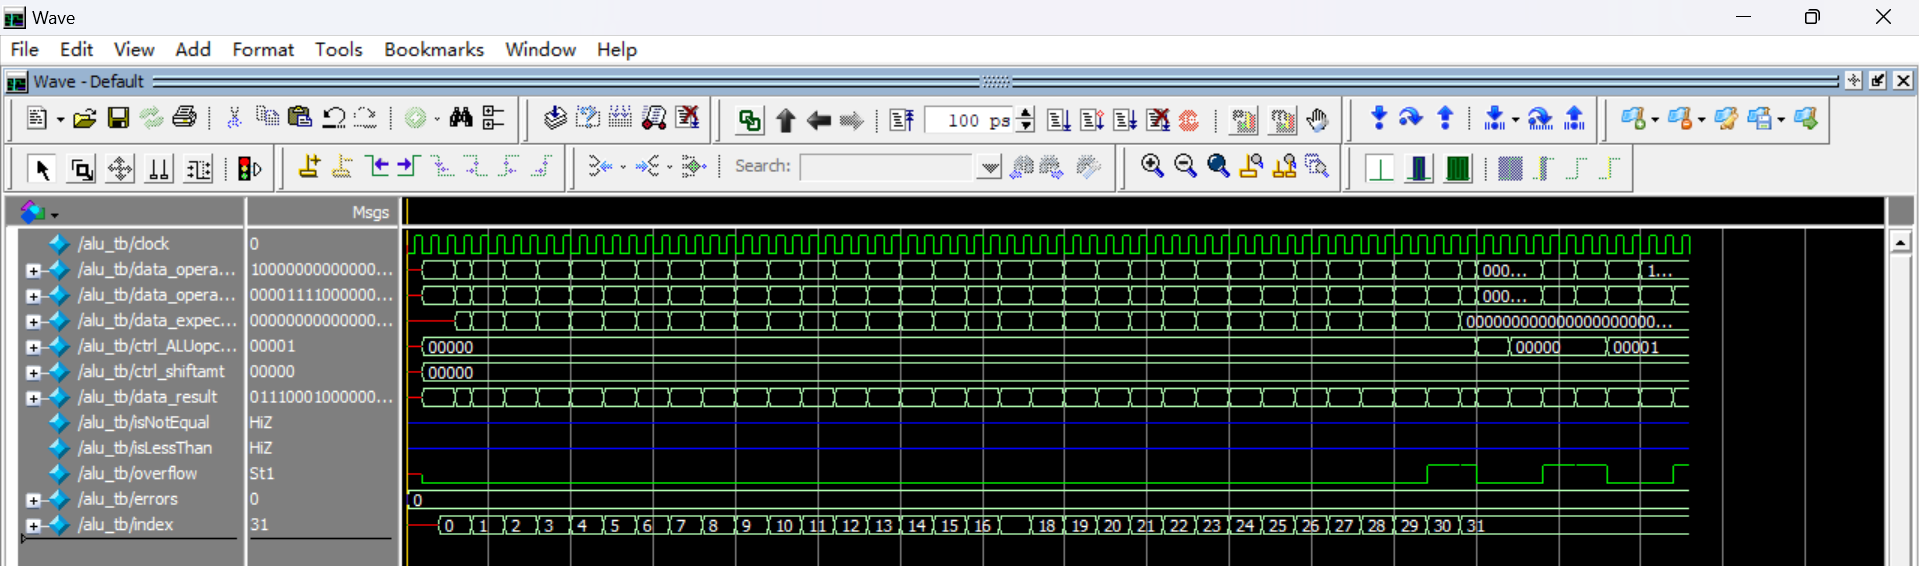 Wave
File Edit View Add Format Tools Bookmarks Window Help
Wave - Default
100 ps
Search:
Msgs
/alu_tb/clock 0
/alu_tb/data_opera... 10000000000000... 000... 1...
/alu_tb/data_opera... 00001111000000... 000...
/alu_tb/data_expec... 00000000000000... 000000000000000000000...
/alu_tb/ctrl_ALUopc... 00001 00000 00000 00001
/alu_tb/ctrl_shiftamt 00000 00000
/alu_tb/data_result 01110001000000...
/alu_tb/isNotEqual HiZ
/alu_tb/isLessThan HiZ
/alu_tb/overflow St1
/alu_tb/errors 0 0
/alu_tb/index 31 0 1 2 3 4 5 6 7 8 9 10 11 12 13 14 15 16 18 19 20 21 22 23 24 25 26 27 28 29 30 31